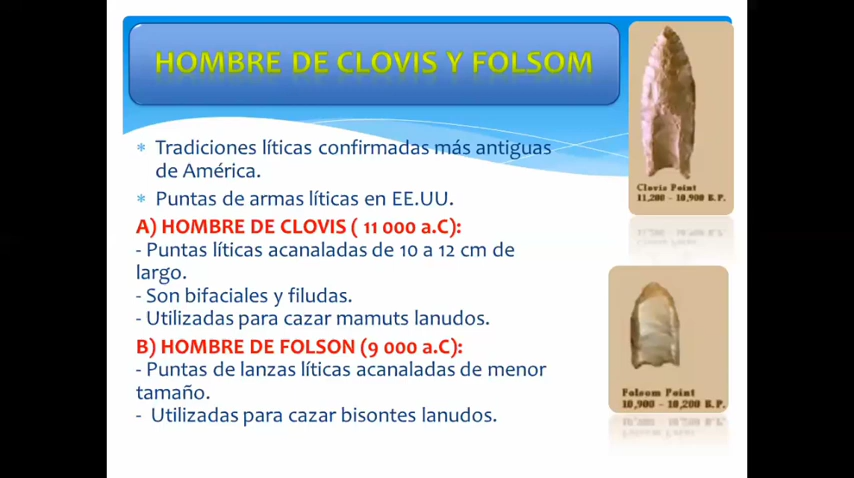 HOMBRE DE CLOVIS Y FOLSOM
Tradiciones líticas confirmadas más antiguas
de América.
Puntas de armas líticas en EE.UU.
A) HOMBRE DE CLOVIS ( 11 000 a.C):
- Puntas líticas acanaladas de 10 a 12 cm de
largo.
- Son bifaciales y filudas.
- Utilizadas para cazar mamuts lanudos.
B) HOMBRE DE FOLSON (9 000 a.C):
- Puntas de lanzas líticas acanaladas de menor
tamaño.
- Utilizadas para cazar bisontes lanudos.
Clovis Point
11,200 - 10,900 B.P.
Folsom Point
10,900 - 10,200 B.P.